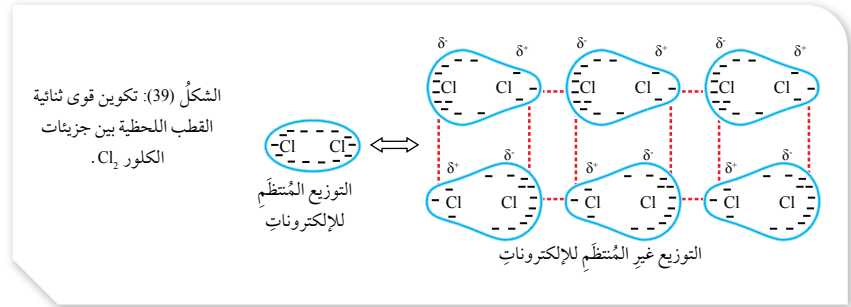 الشكلُ (39): تكوين قوى ثنائية
القطب اللحظية بين جزيئات
الكلور Cl₂.
Cl Cl
التوزيع المُنتظَمِ
للإلكتروناتِ
δ- δ+ δ- δ+ δ- δ+
Cl Cl Cl Cl Cl Cl
δ+ δ- δ+ δ- δ+ δ-
Cl Cl Cl Cl Cl Cl
التوزيع غيرِ المُنتظَمِ للإلكتروناتِ